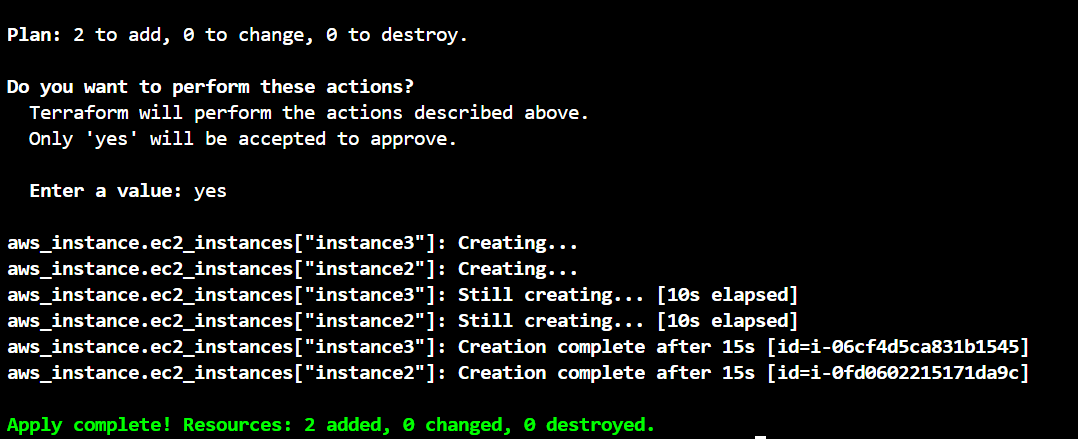 Plan: 2 to add, 0 to change, 0 to destroy.
Do you want to perform these actions?
Terraform will perform the actions described above.
Only 'yes' will be accepted to approve.
Enter a value: yes
aws_instance.ec2_instances["instance3"]: Creating...
aws_instance.ec2_instances["instance2"]: Creating...
aws_instance.ec2_instances["instance3"]: Still creating... [10s elapsed]
aws_instance.ec2_instances["instance2"]: Still creating... [10s elapsed]
aws_instance.ec2_instances["instance3"]: Creation complete after 15s [id=i-06cf4d5ca831b1545]
aws_instance.ec2_instances["instance2"]: Creation complete after 15s [id=i-0fd0602215171da9c]
Apply complete! Resources: 2 added, 0 changed, 0 destroyed.